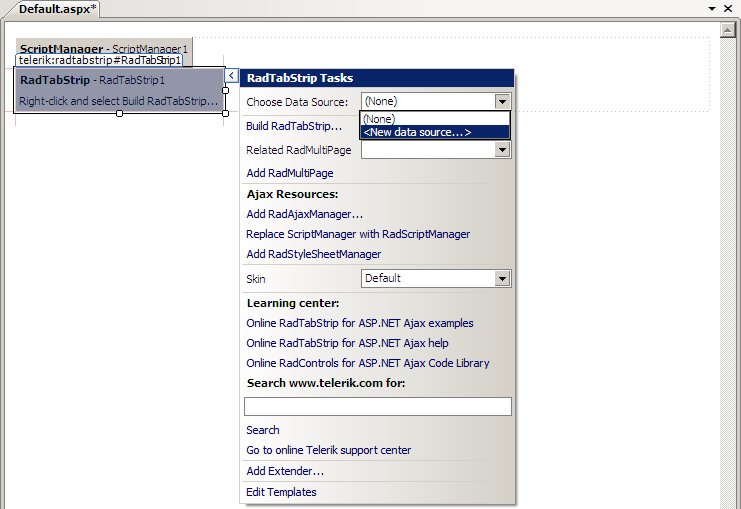 Default.aspx*
ScriptManager - ScriptManager1
telerik:radtabstrip#RadTabStrip1
RadTabStrip - RadTabStrip1
Right-click and select Build RadTabStrip...
RadTabStrip Tasks
Choose Data Source: (None)
(None)
<New data source...>
Build RadTabStrip...
Related RadMultiPage
Add RadMultiPage
Ajax Resources:
Add RadAjaxManager...
Replace ScriptManager with RadScriptManager
Add RadStyleSheetManager
Skin Default
Learning center:
Online RadTabStrip for ASP.NET Ajax examples
Online RadTabStrip for ASP.NET Ajax help
Online RadControls for ASP.NET Ajax Code Library
Search www.telerik.com for:
Search
Go to online Telerik support center
Add Extender...
Edit Templates